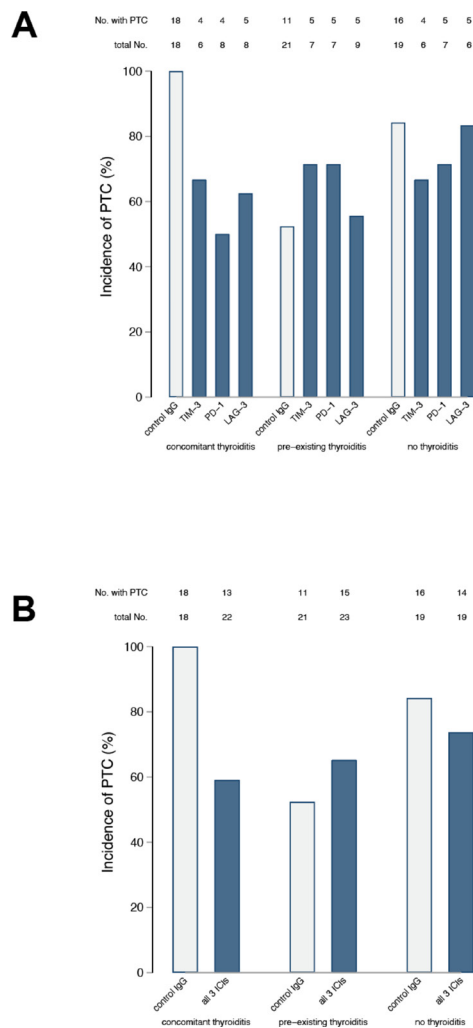 A
No. with PTC 18 4 4 5 11 5 5 5 16 4 5 5
total No. 18 6 8 8 21 7 7 9 19 6 7 6
Incidence of PTC (%)
100
80
60
40
20
0
control IgG TIM-3 PD-1 LAG-3 control IgG TIM-3 PD-1 LAG-3 control IgG TIM-3 PD-1 LAG-3
concomitant thyroiditis pre-existing thyroiditis no thyroiditis
B
No. with PTC 18 13 11 15 16 14
total No. 18 22 21 23 19 19
Incidence of PTC (%)
100
80
60
40
20
0
control IgG all 3 ICIs control IgG all 3 ICIs control IgG all 3 ICIs
concomitant thyroiditis pre-existing thyroiditis no thyroiditis